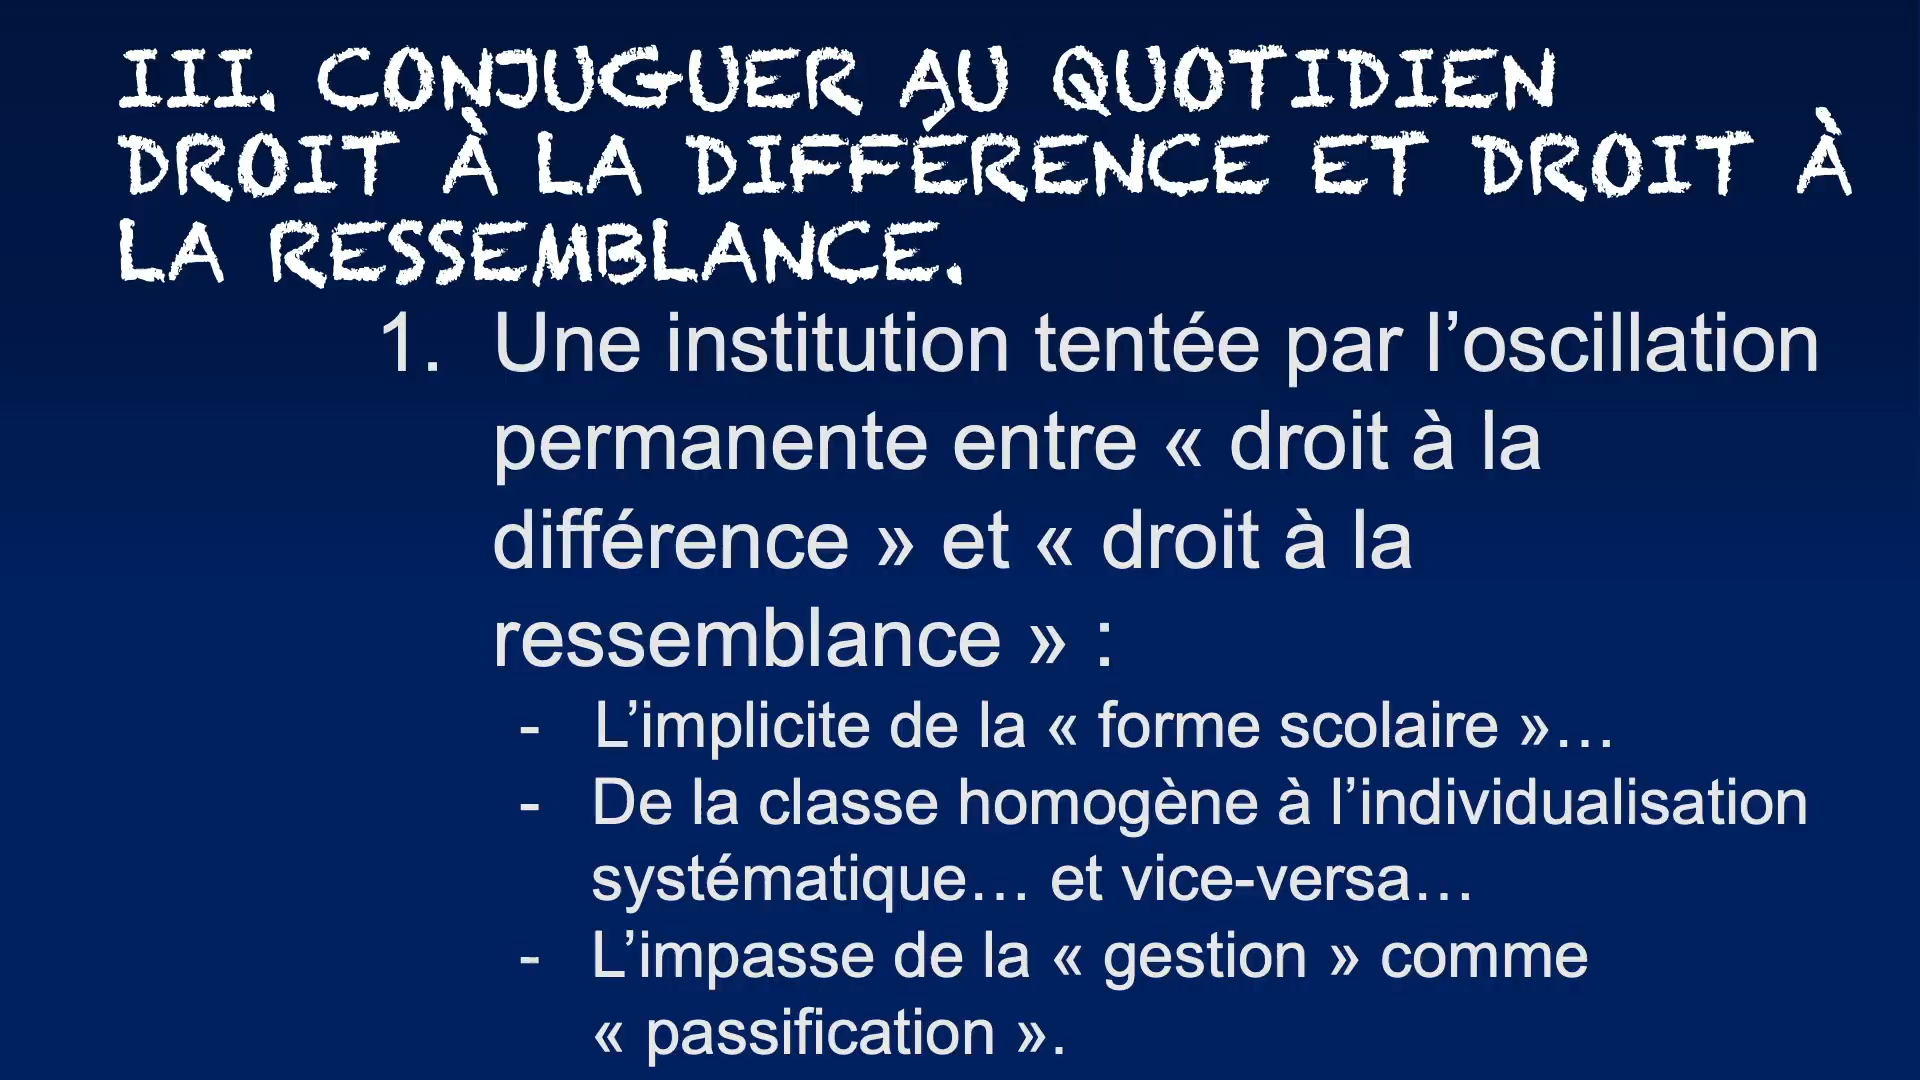 III. CONJUGUER AU QUOTIDIEN
DROIT À LA DIFFÉRENCE ET DROIT À
LA RESSEMBLANCE.
1. Une institution tentée par l’oscillation
permanente entre « droit à la
différence » et « droit à la
ressemblance » :
- L’implicite de la « forme scolaire »…
- De la classe homogène à l’individualisation
systématique… et vice-versa…
- L’impasse de la « gestion » comme
« passification ».